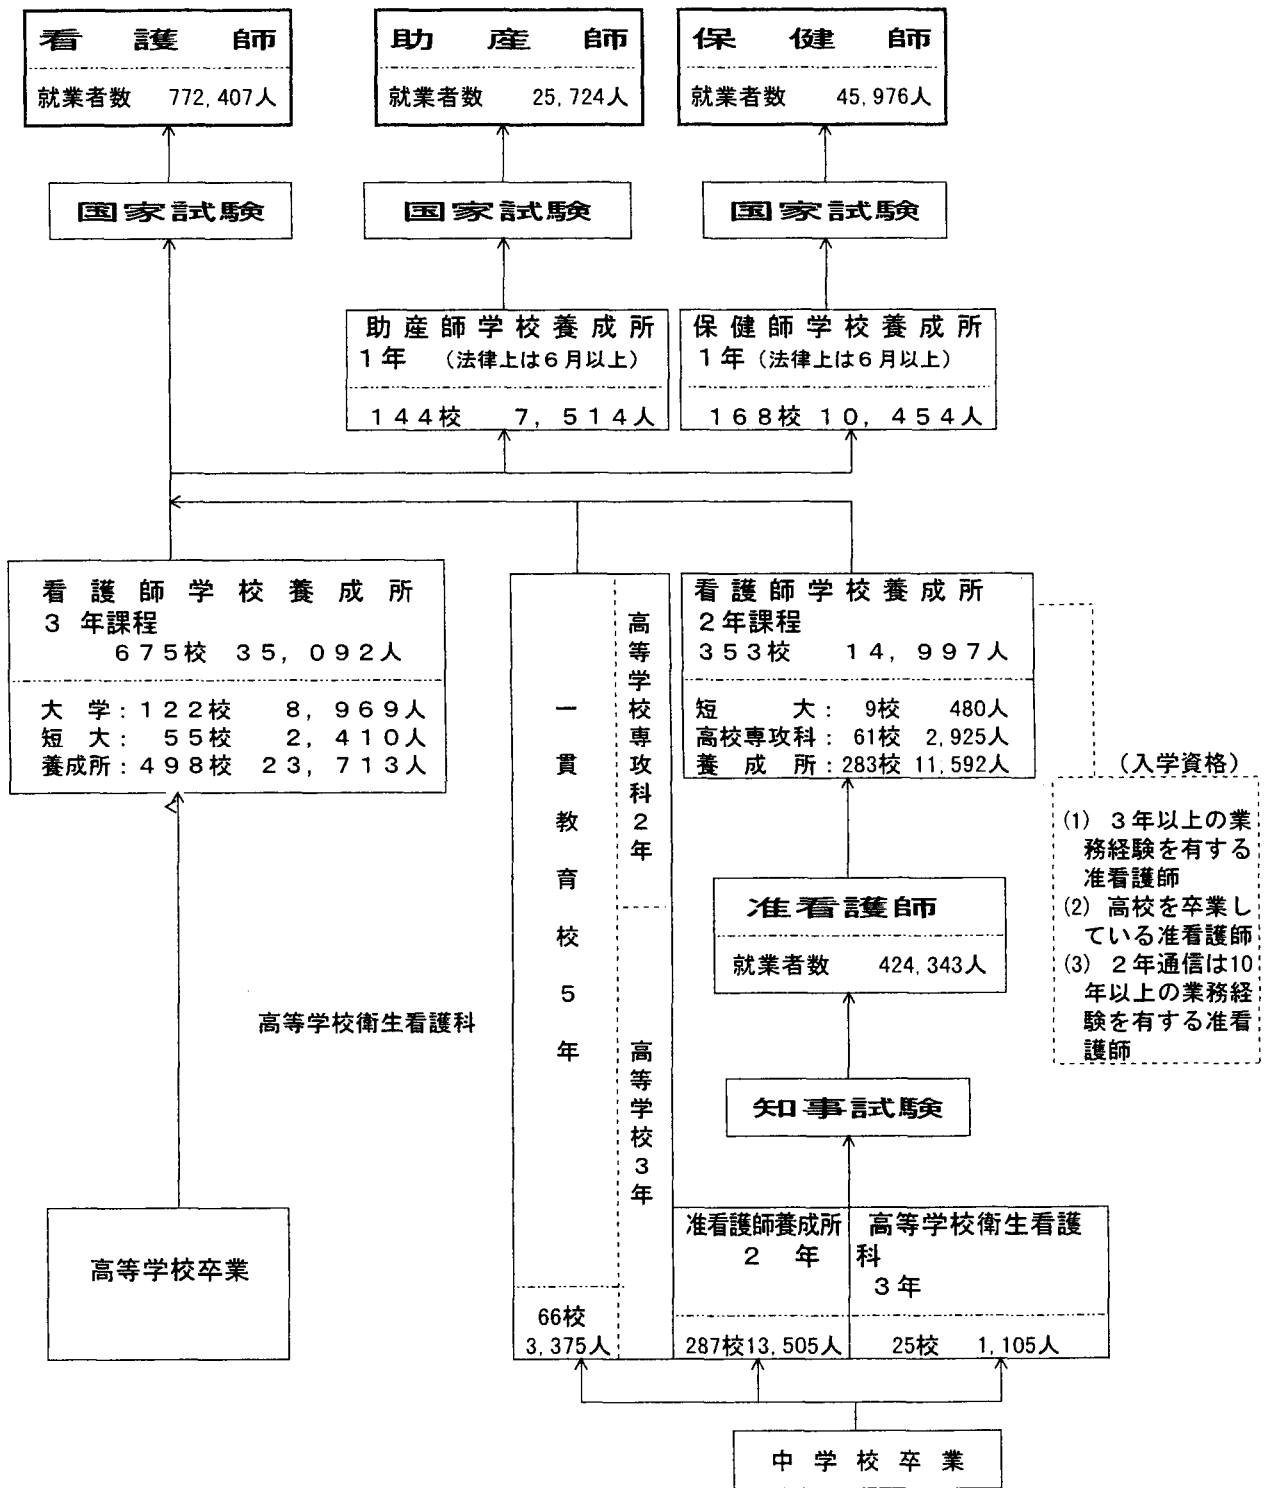 看護師
就業者数 772,407人
助産師
就業者数 25,724人
保健師
就業者数 45,976人
国家試験
国家試験
国家試験
助産師学校養成所
1年 (法律上は6月以上)
144校 7,514人
保健師学校養成所
1年(法律上は6月以上)
168校 10,454人
看護師学校養成所
3年課程
675校 35,092人
大学:122校 8,969人
短大:55校 2,410人
養成所:498校 23,713人
一貫教育校5年
66校
3,375人
高等学校専攻科2年
高等学校3年
看護師学校養成所
2年課程
353校 14,997人
短大:9校 480人
高校専攻科:61校 2,925人
養成所:283校 11,592人
(入学資格)
(1) 3年以上の業
務経験を有する
准看護師
(2) 高校を卒業し
ている准看護師
(3) 2年通信は10
年以上の業務経
験を有する准看
護師
准看護師
就業者数 424,343人
高等学校衛生看護科
知事試験
高等学校卒業
准看護師養成所
2年
287校13,505人
高等学校衛生看護
科
3年
25校 1,105人
中学校卒業